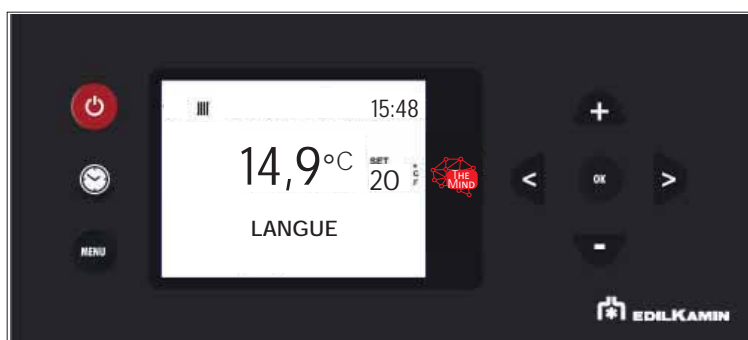 15:48
14,9°C
SET
20
°C
F
THE
MIND
< OK >
LANGUE
MENU
EDILKAMIN